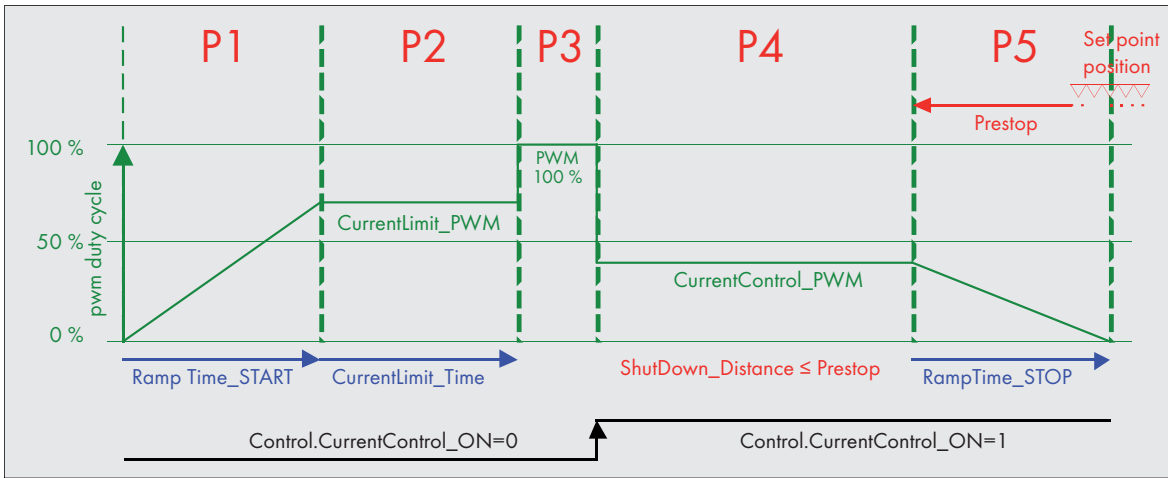 P1
P2
P3
P4
P5
Set point
position
Prestop
100 %
PWM
100 %
pwm duty cycle
CurrentLimit_PWM
50 %
CurrentControl_PWM
0 %
Ramp Time_START
CurrentLimit_Time
ShutDown_Distance ≤ Prestop
RampTime_STOP
Control.CurrentControl_ON=0
Control.CurrentControl_ON=1